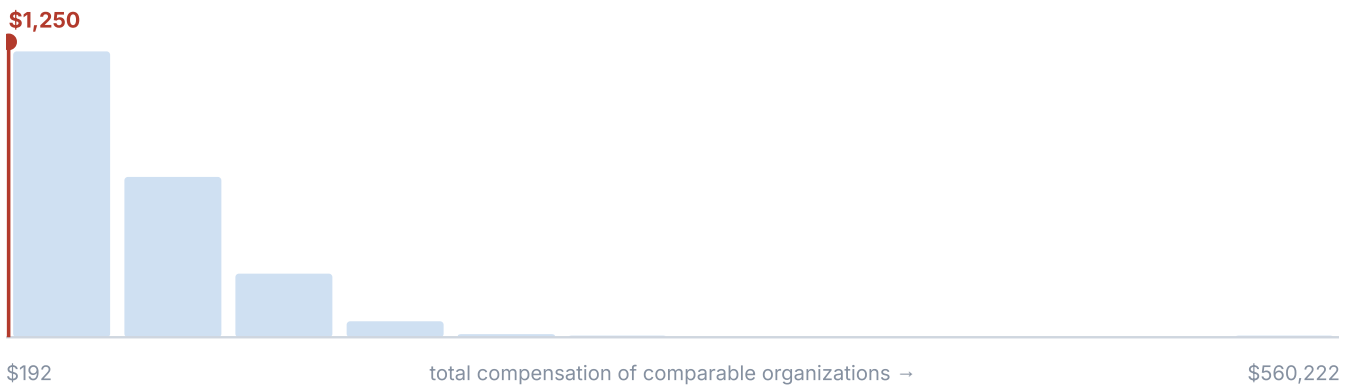 $1,250
$192 total compensation of comparable organizations → $560,222